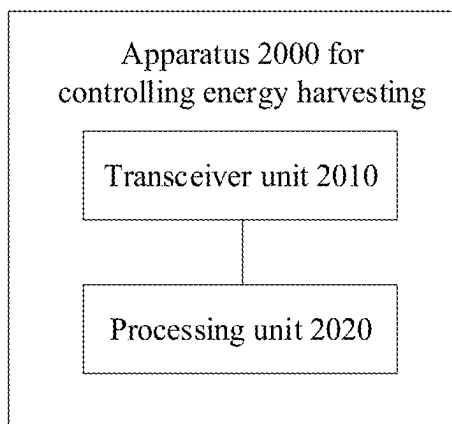 Apparatus 2000 for
controlling energy harvesting
Transceiver unit 2010
Processing unit 2020